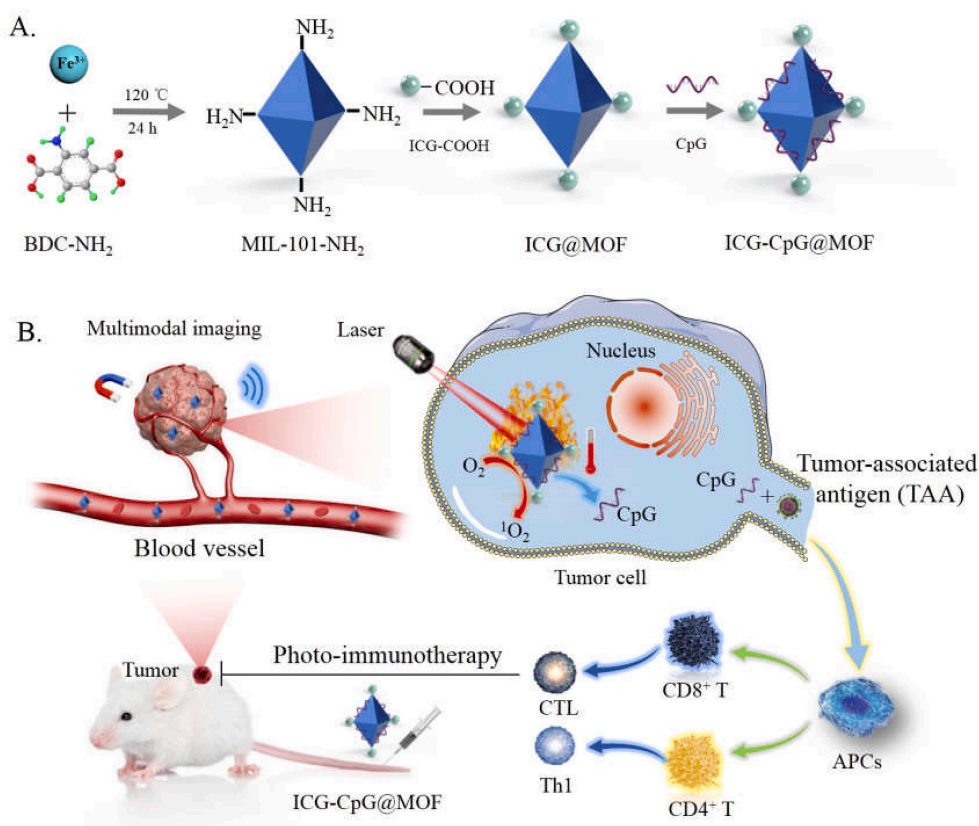 A.
Fe³⁺
+
BDC-NH₂
120 ℃
24 h
NH₂
H₂N
NH₂
NH₂
MIL-101-NH₂
COOH
ICG-COOH
ICG@MOF
CpG
ICG-CpG@MOF
B.
Multimodal imaging
Blood vessel
Laser
Nucleus
O₂
¹O₂
CpG
Tumor cell
CpG
+
Tumor-associated
antigen (TAA)
Tumor
Photo-immunotherapy
CTL
CD8⁺ T
Th1
CD4⁺ T
APCs
ICG-CpG@MOF